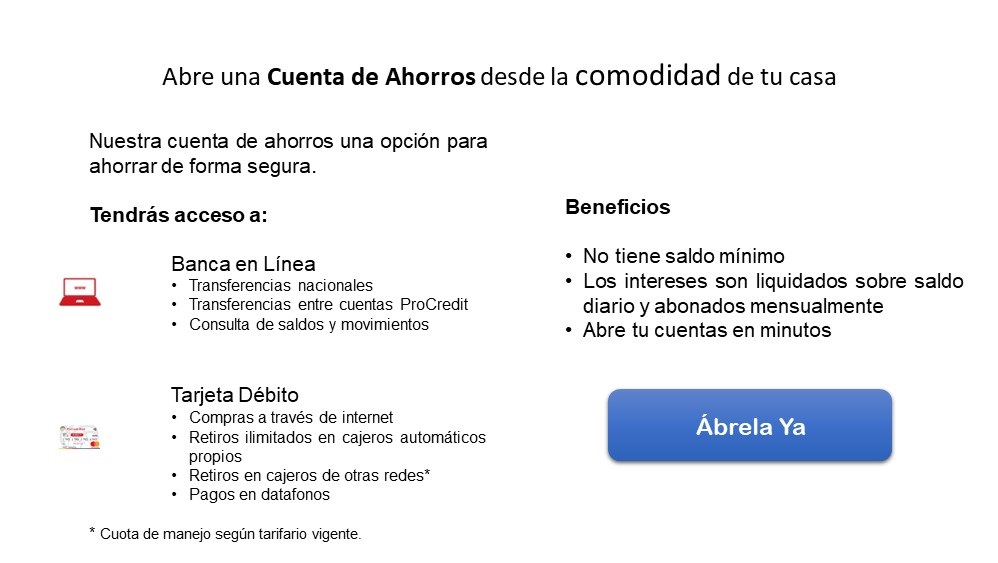 Abre una Cuenta de Ahorros desde la comodidad de tu casa
Nuestra cuenta de ahorros una opción para
ahorrar de forma segura.
Tendrás acceso a:
Banca en Línea
• Transferencias nacionales
• Transferencias entre cuentas ProCredit
• Consulta de saldos y movimientos
Tarjeta Débito
• Compras a través de internet
• Retiros ilimitados en cajeros automáticos
propios
• Retiros en cajeros de otras redes*
• Pagos en datafonos
* Cuota de manejo según tarifario vigente.
Beneficios
• No tiene saldo mínimo
• Los intereses son liquidados sobre saldo
diario y abonados mensualmente
• Abre tu cuentas en minutos
Ábrela Ya